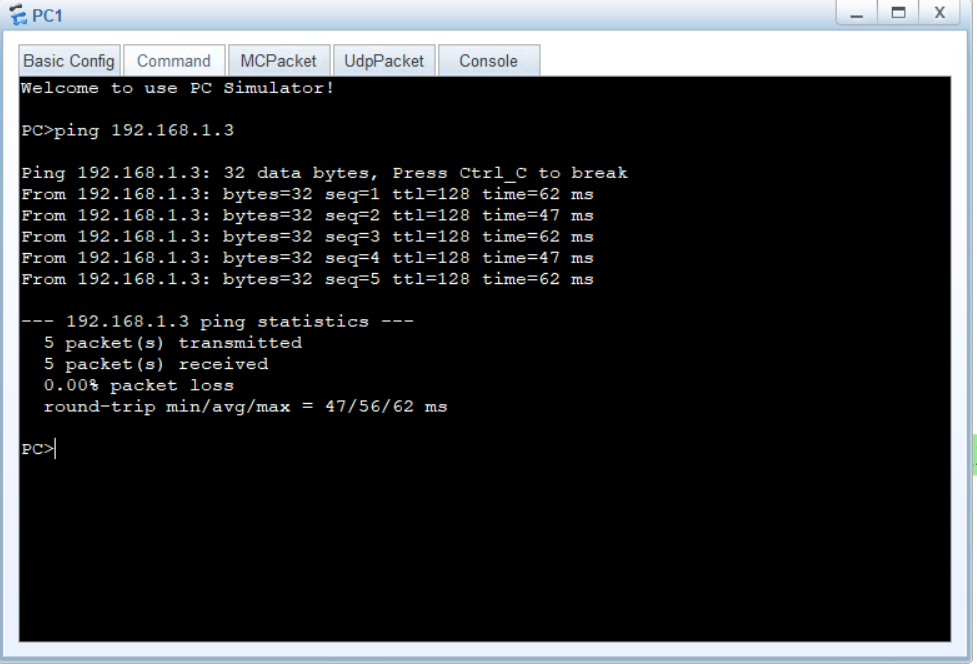 PC1
Basic Config Command MCPacket UdpPacket Console
Welcome to use PC Simulator!
PC>ping 192.168.1.3
Ping 192.168.1.3: 32 data bytes, Press Ctrl_C to break
From 192.168.1.3: bytes=32 seq=1 ttl=128 time=62 ms
From 192.168.1.3: bytes=32 seq=2 ttl=128 time=47 ms
From 192.168.1.3: bytes=32 seq=3 ttl=128 time=62 ms
From 192.168.1.3: bytes=32 seq=4 ttl=128 time=47 ms
From 192.168.1.3: bytes=32 seq=5 ttl=128 time=62 ms
--- 192.168.1.3 ping statistics ---
5 packet(s) transmitted
5 packet(s) received
0.00% packet loss
round-trip min/avg/max = 47/56/62 ms
PC>